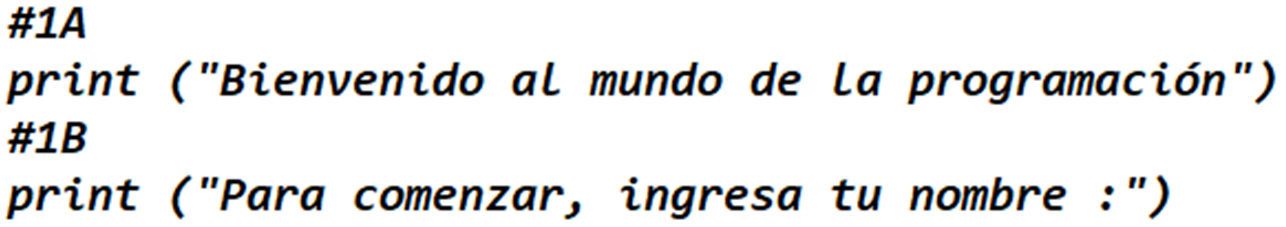 #1A
print ("Bienvenido al mundo de la programación")
#1B
print ("Para comenzar, ingresa tu nombre :")